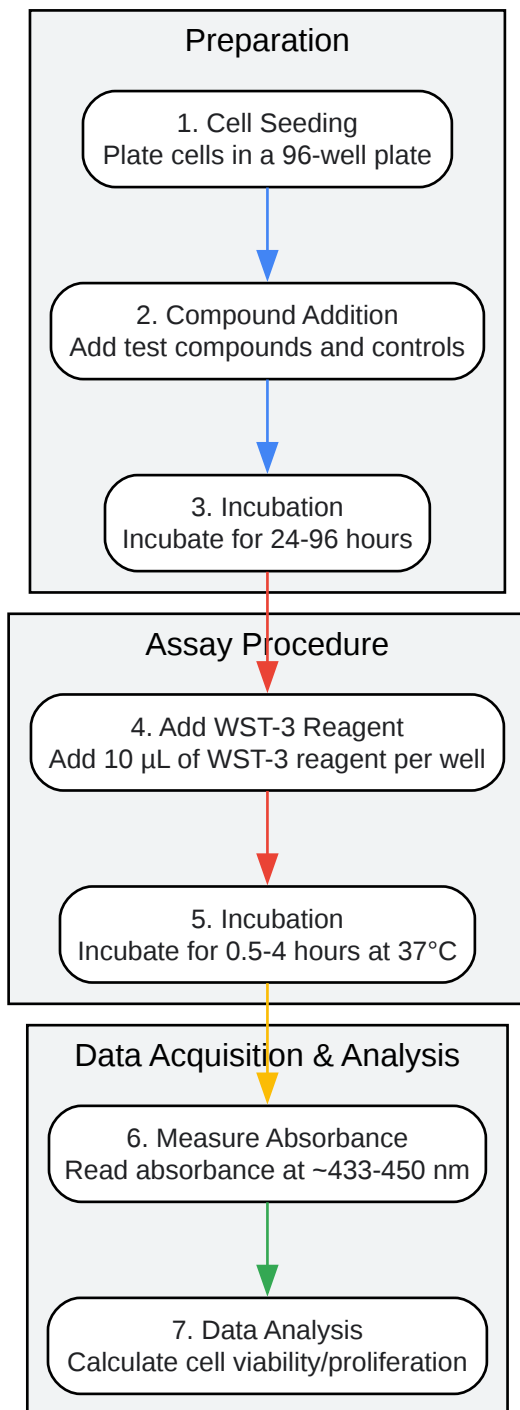 Preparation
1. Cell Seeding
Plate cells in a 96-well plate
2. Compound Addition
Add test compounds and controls
3. Incubation
Incubate for 24-96 hours
Assay Procedure
4. Add WST-3 Reagent
Add 10 µL of WST-3 reagent per well
5. Incubation
Incubate for 0.5-4 hours at 37°C
Data Acquisition & Analysis
6. Measure Absorbance
Read absorbance at ~433-450 nm
7. Data Analysis
Calculate cell viability/proliferation